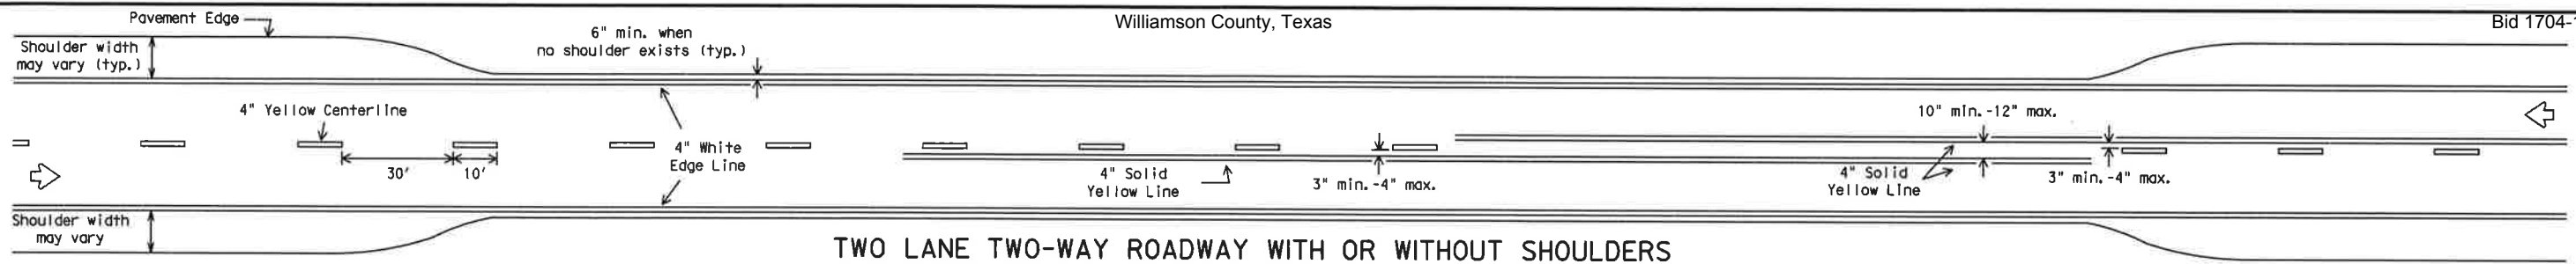 Williamson County, Texas
Bid 1704-1
Pavement Edge
Shoulder width
may vary (typ.)
6" min. when
no shoulder exists (typ.)
4" Yellow Centerline
30'
10'
4" White
Edge Line
4" Solid
Yellow Line
3" min.-4" max.
10" min.-12" max.
4" Solid
Yellow Line
3" min.-4" max.
Shoulder width
may vary
TWO LANE TWO-WAY ROADWAY WITH OR WITHOUT SHOULDERS